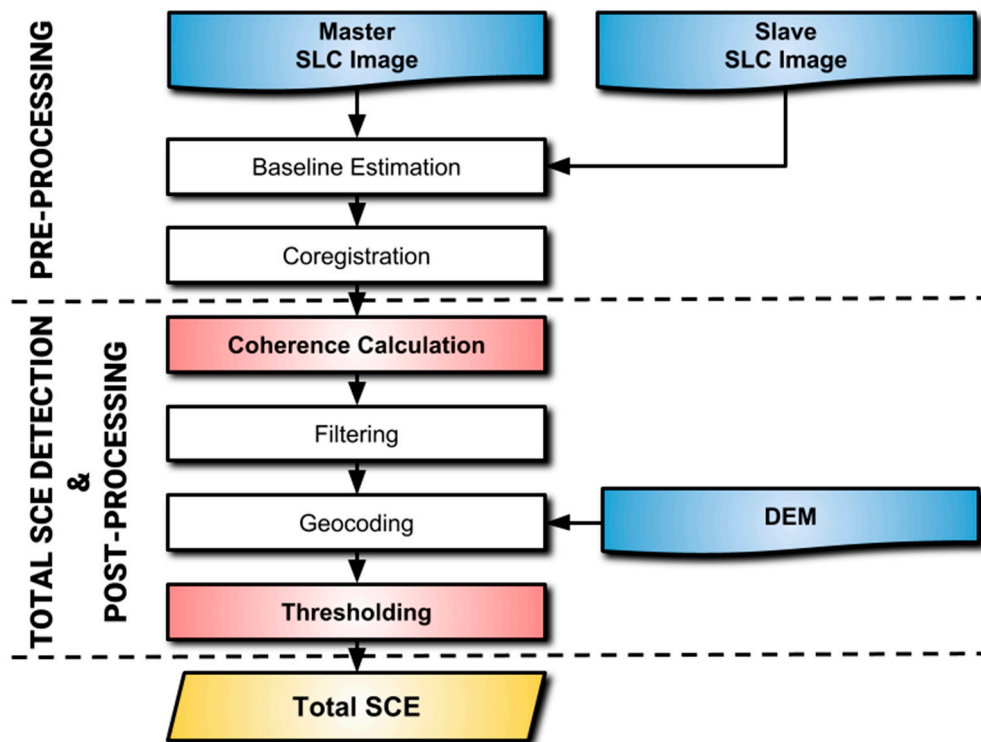 PRE-PROCESSING
Master
SLC Image
Slave
SLC Image
Baseline Estimation
Coregistration
TOTAL SCE DETECTION
&
POST-PROCESSING
Coherence Calculation
Filtering
Geocoding
DEM
Thresholding
Total SCE